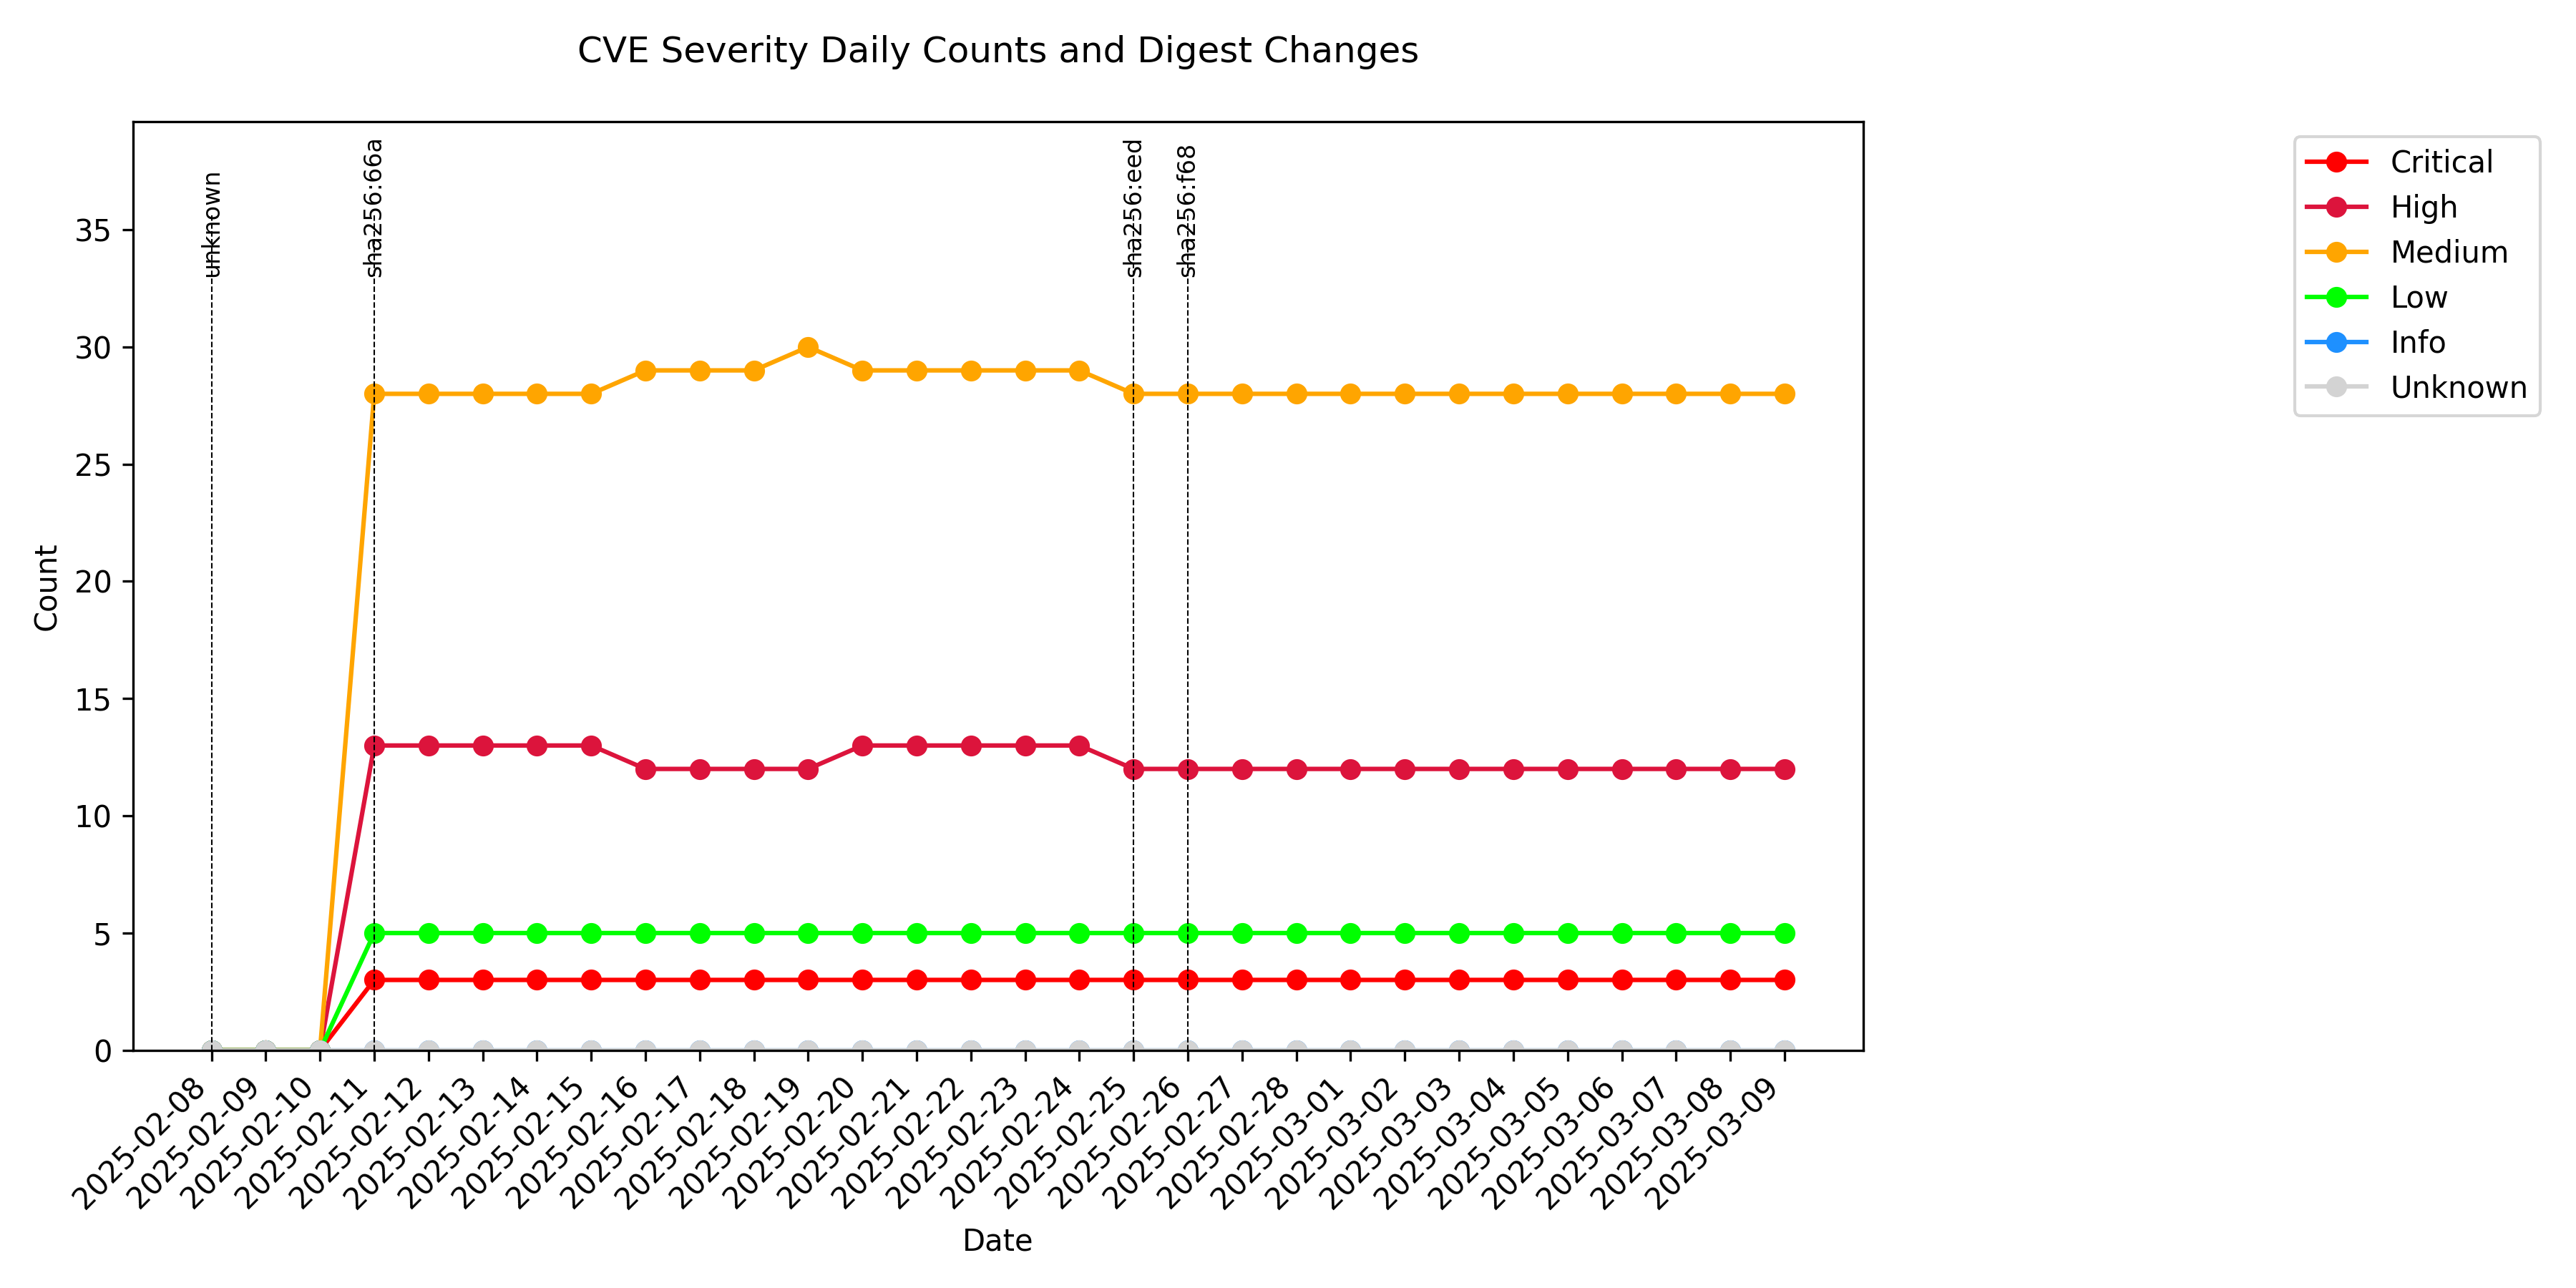 CVE Severity Daily Counts and Digest Changes
unknown
sha256:66a
sha256:eed
sha256:f68
Critical
High
Medium
Low
Info
Unknown
Count
35
30
25
20
15
10
5
0
2025-02-08
2025-02-09
2025-02-10
2025-02-11
2025-02-12
2025-02-13
2025-02-14
2025-02-15
2025-02-16
2025-02-17
2025-02-18
2025-02-19
2025-02-20
2025-02-21
2025-02-22
2025-02-23
2025-02-24
2025-02-25
2025-02-26
2025-02-27
2025-02-28
2025-03-01
2025-03-02
2025-03-03
2025-03-04
2025-03-05
2025-03-06
2025-03-07
2025-03-08
2025-03-09
Date